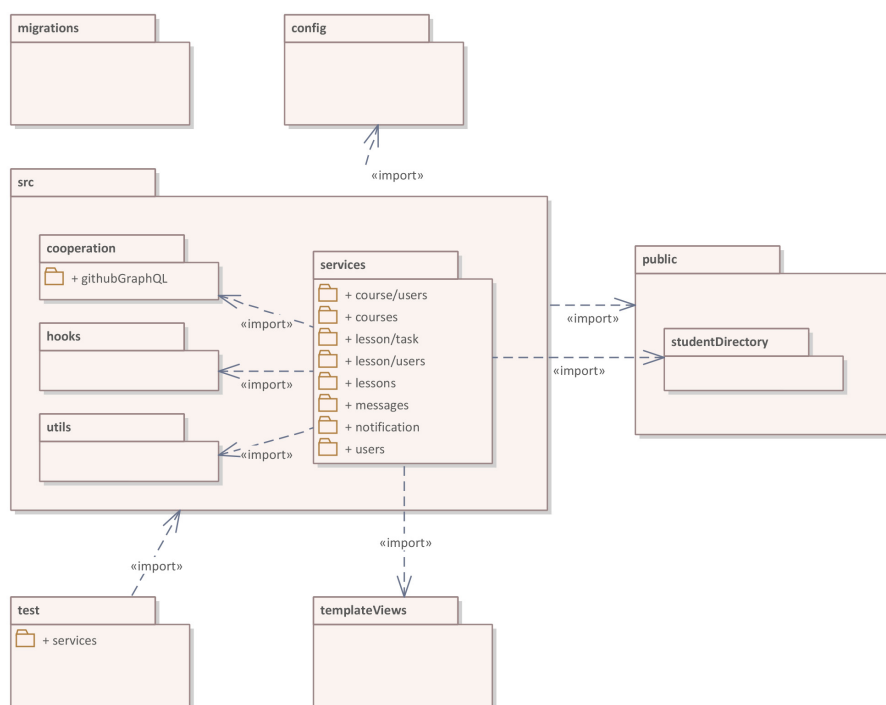 migrations
config
«import»
src
cooperation
+ githubGraphQL
hooks
utils
«import»
«import»
«import»
services
+ course/users
+ courses
+ lesson/task
+ lesson/users
+ lessons
+ messages
+ notification
+ users
«import»
«import»
public
studentDirectory
«import»
«import»
test
+ services
templateViews